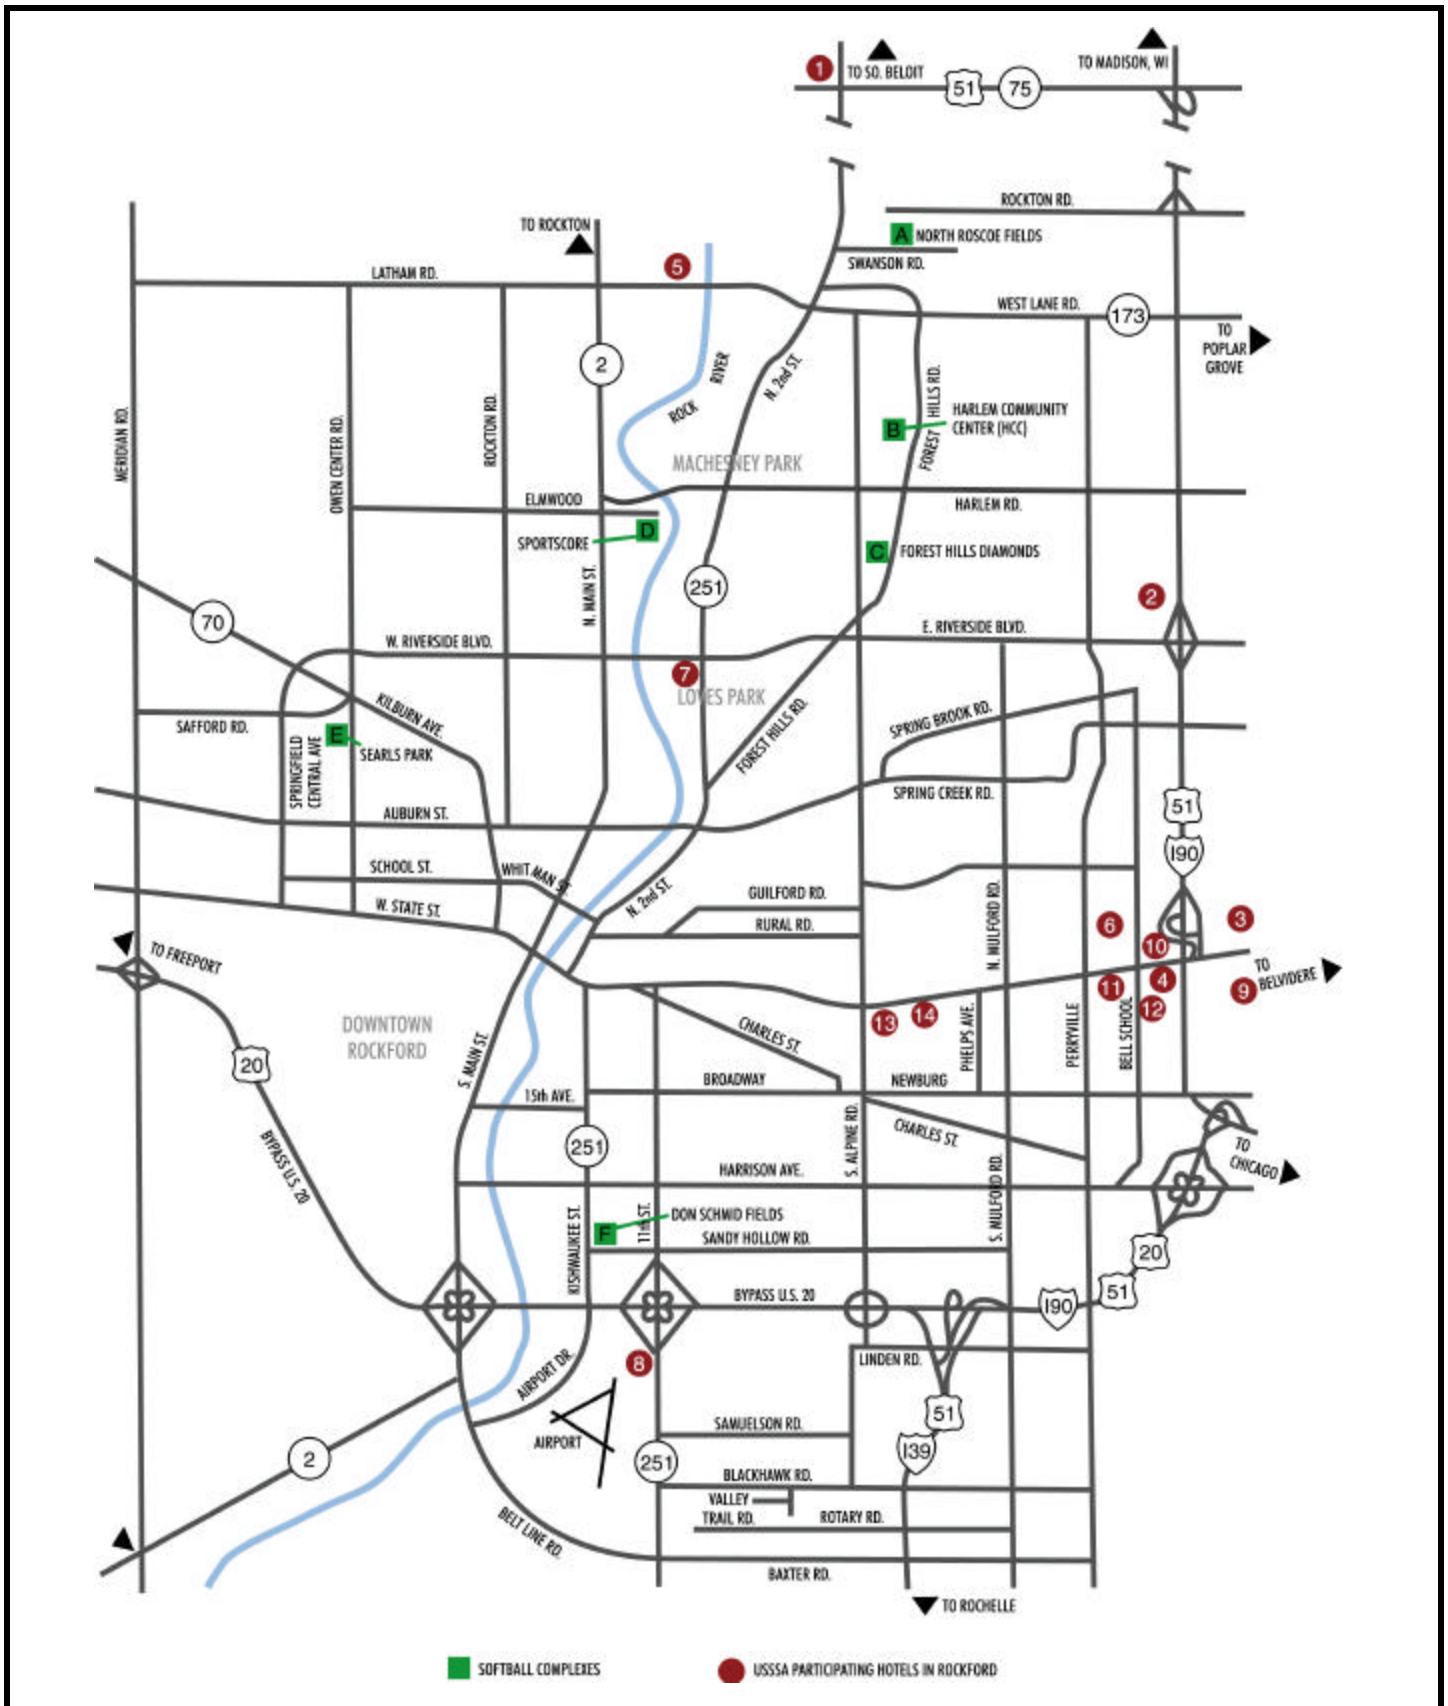 1
TO SO. BELOIT
TO MADISON, WI
51
75
ROCKTON RD.
TO ROCKTON
A
NORTH ROSCOE FIELDS
SWANSON RD.
5
LATHAM RD.
WEST LANE RD.
173
TO
POPLAR
GROVE
2
ROCK
RIVER
N. 2nd ST.
FOREST HILLS RD.
MERIDIAN RD.
OWEN CENTER RD.
ROCKTON RD.
B
HARLEM COMMUNITY
CENTER (HCC)
MACHESNEY PARK
ELMWOOD
HARLEM RD.
D
SPORTSCORE
C
FOREST HILLS DIAMONDS
N. MAIN ST.
251
2
70
W. RIVERSIDE BLVD.
E. RIVERSIDE BLVD.
7
LOVES PARK
SAFFORD RD.
KILBURN AVE.
E
SEARLS PARK
SPRINGFIELD
CENTRAL AVE
FOREST HILLS RD.
SPRING BROOK RD.
SPRING CREEK RD.
51
AUBURN ST.
I90
SCHOOL ST.
WHITMAN ST.
W. STATE ST.
N. 2nd ST.
GUILFORD RD.
RURAL RD.
N. MULFORD RD.
6
3
10
TO FREEPORT
TO
BELVIDERE
4
11
9
12
13
14
DOWNTOWN
ROCKFORD
20
S. MAIN ST.
CHARLES ST.
PHELPS AVE.
PERRYVILLE
BELL SCHOOL
BROADWAY
NEWBURG
15th AVE.
251
S. ALPINE RD.
CHARLES ST.
TO
CHICAGO
BYPASS U.S. 20
HARRISON AVE.
S. MULFORD RD.
KISHWAUKEE ST.
F
11th ST.
DON SCHMID FIELDS
SANDY HOLLOW RD.
20
BYPASS U.S. 20
I90
51
8
AIRPORT DR.
LINDEN RD.
51
AIRPORT
SAMUELSON RD.
2
251
I39
BLACKHAWK RD.
VALLEY
TRAIL RD.
ROTARY RD.
BELT LINE RD.
BAXTER RD.
TO ROCHELLE
SOFTBALL COMPLEXES
USSSA PARTICIPATING HOTELS IN ROCKFORD